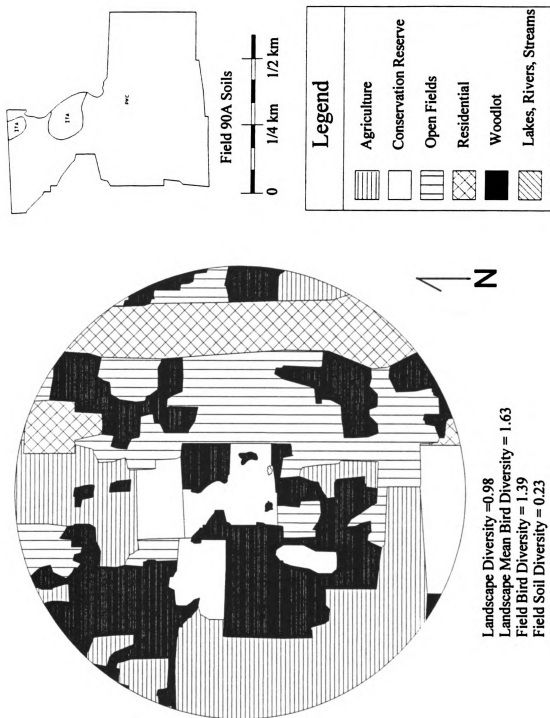 Field 90A Soils
0 1/4 km 1/2 km
Legend
Agriculture
Conservation Reserve
Open Fields
Residential
Woodlot
Lakes, Rivers, Streams
N
Landscape Diversity =0.98
Landscape Mean Bird Diversity = 1.63
Field Bird Diversity = 1.39
Field Soil Diversity = 0.23